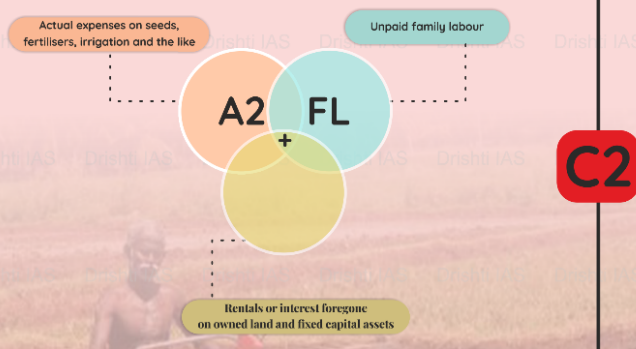 Actual expenses on seeds,
fertilisers, irrigation and the like
Unpaid family labour
Drishti IAS
Drishti IAS
A2
FL
+
C2
Drishti IAS
Drishti IAS
Rentals or interest foregone
on owned land and fixed capital assets